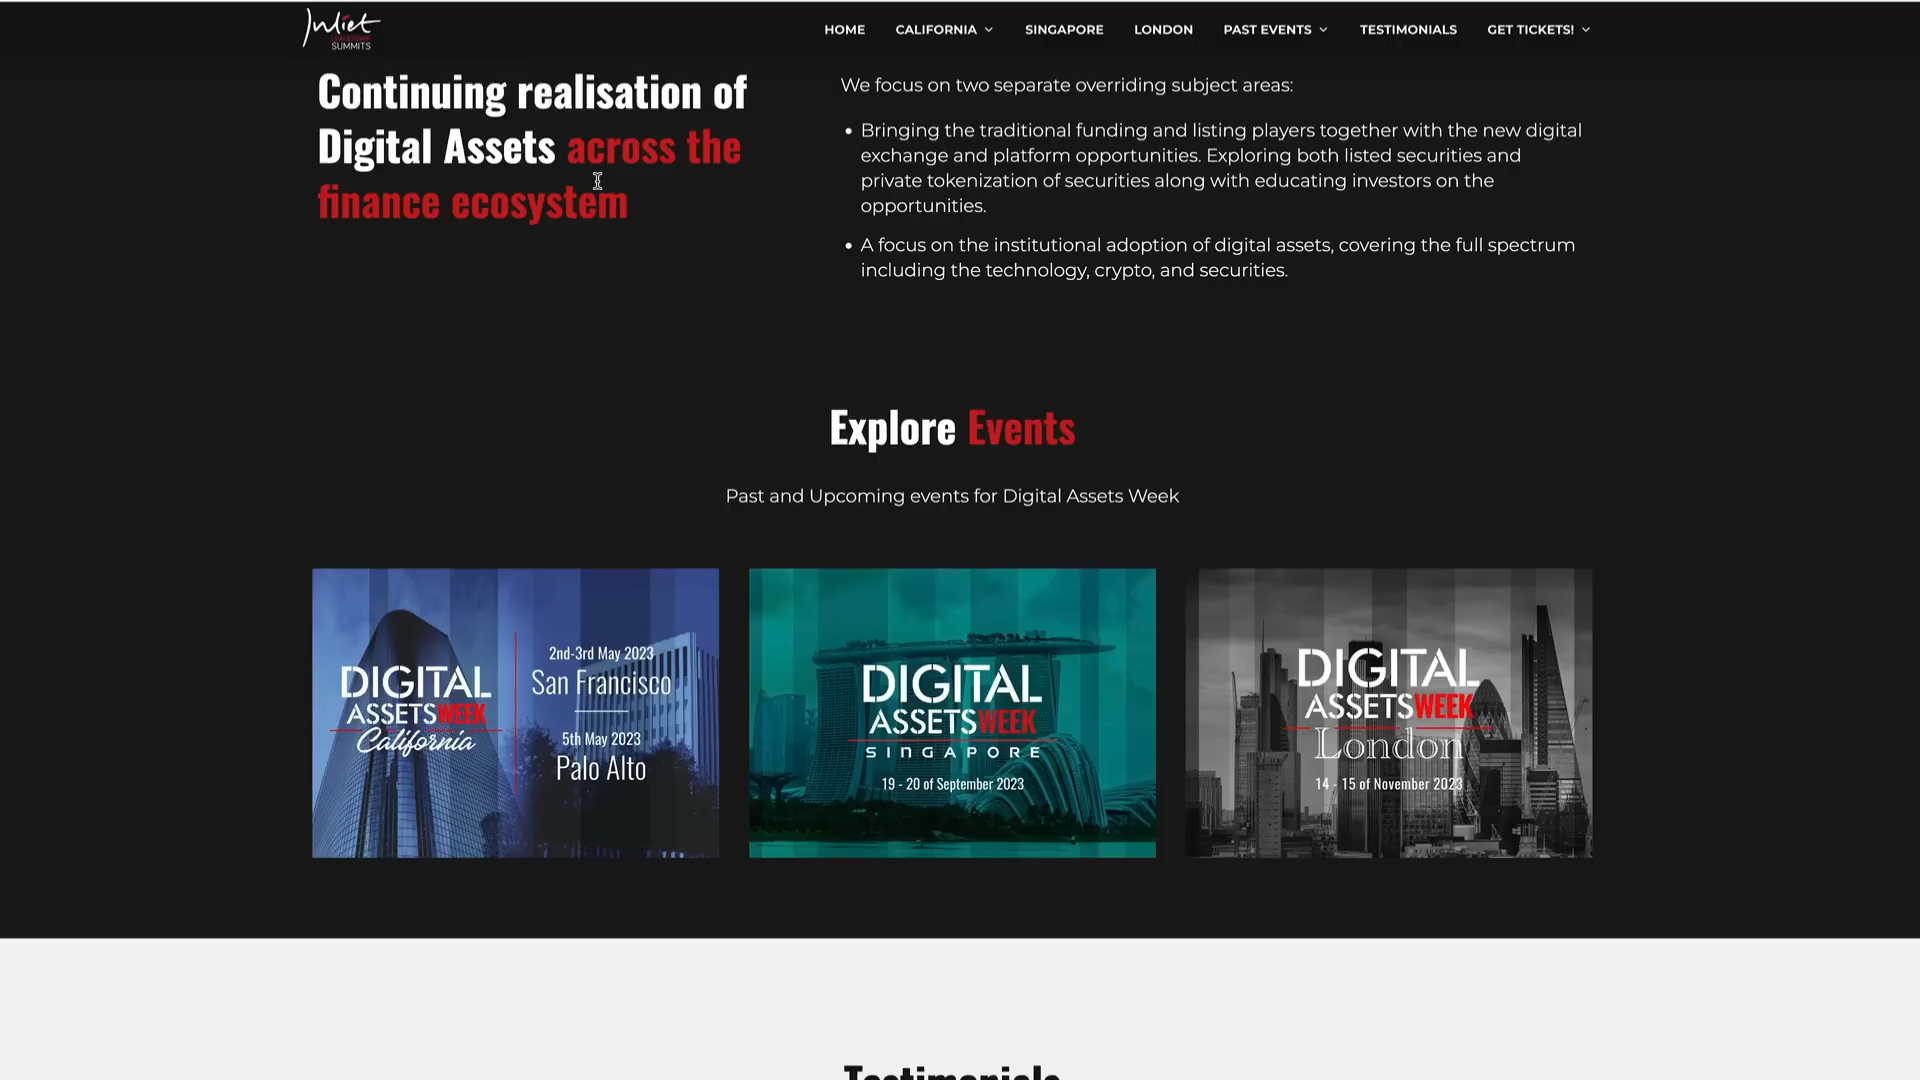 Juliet
LEADERSHIP
SUMMITS
HOME
CALIFORNIA
SINGAPORE
LONDON
PAST EVENTS
TESTIMONIALS
GET TICKETS!
Continuing realisation of
Digital Assets across the
finance ecosystem
We focus on two separate overriding subject areas:
Bringing the traditional funding and listing players together with the new digital
exchange and platform opportunities. Exploring both listed securities and
private tokenization of securities along with educating investors on the
opportunities.
A focus on the institutional adoption of digital assets, covering the full spectrum
including the technology, crypto, and securities.
Explore Events
Past and Upcoming events for Digital Assets Week
DIGITAL
ASSETSWEEK
California
2nd-3rd May 2023
San Francisco
5th May 2023
Palo Alto
DIGITAL
ASSETSWEEK
SINGAPORE
19 - 20 of September 2023
DIGITAL
ASSETSWEEK
London
14 - 15 of November 2023
Testimonials